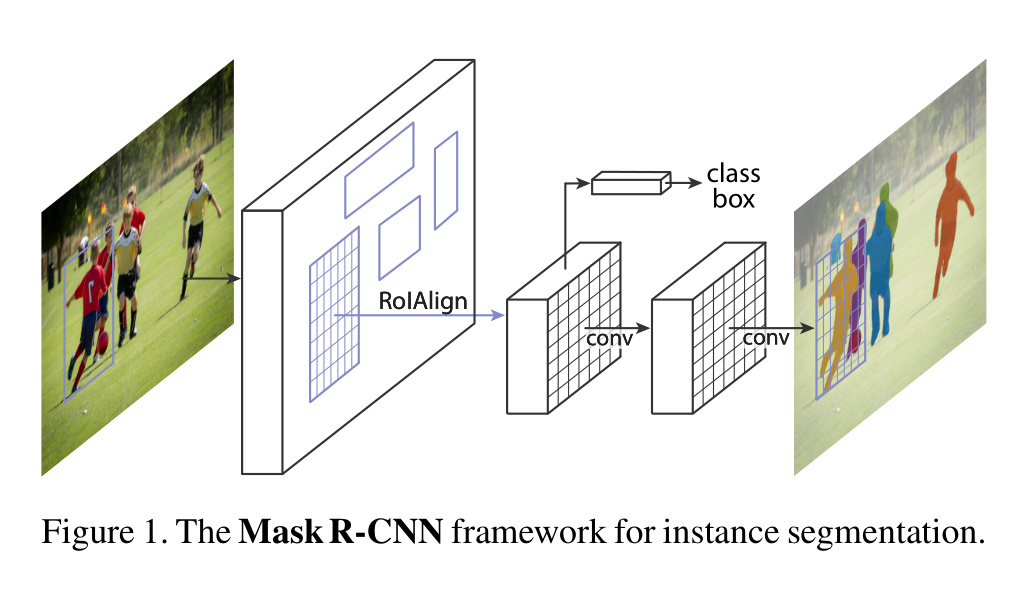 class
box
RoIAlign
conv
conv
Figure 1. The Mask R-CNN framework for instance segmentation.